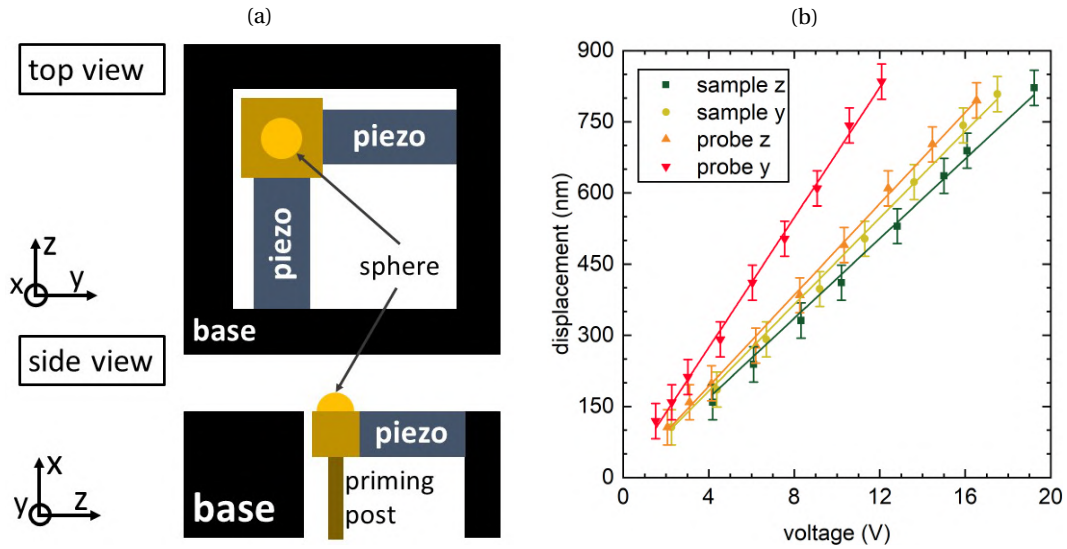 (a)
top view
piezo
piezo
sphere
z
x
y
base
side view
piezo
priming
post
x
y
z
base
(b)
900
750
600
450
300
150
0
displacement (nm)
sample z
sample y
probe z
probe y
0
4
8
12
16
20
voltage (V)